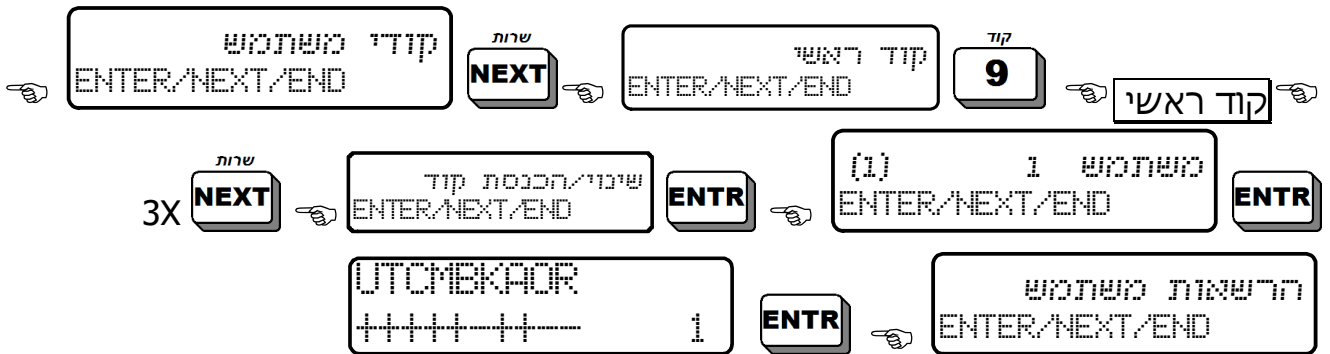 קוד ראשי
קוד
9
קוד ראשי
ENTER/NEXT/END
שרות
NEXT
קודי משתמש
ENTER/NEXT/END
ENTR
משתמש 1 (1)
ENTER/NEXT/END
ENTR
שינוי/הכנסת קוד
ENTER/NEXT/END
שרות
NEXT
3X
הרשאות משתמש
ENTER/NEXT/END
ENTR
UTCMBKAOR
+++++-++- 1